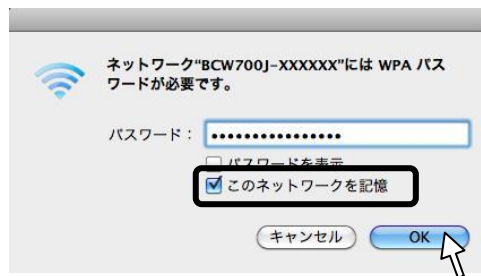 ネットワーク“BCW700J-XXXXXX”には WPA パス
ワードが必要です。
パスワード：
パスワードを表示
このネットワークを記憶
キャンセル
OK